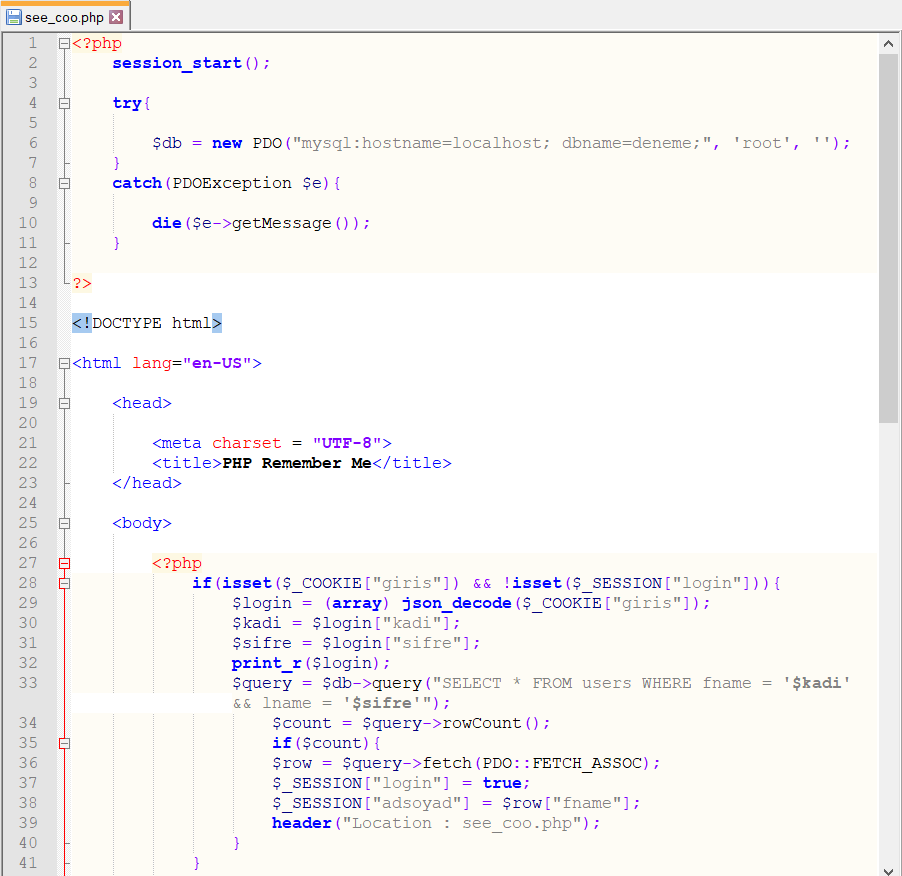 see_coo.php
1 <?php
2 session_start();
3
4 try{
5
6 $db = new PDO("mysql:hostname=localhost; dbname=deneme;", 'root', '');
7 }
8 catch(PDOException $e){
9
10 die($e->getMessage());
11 }
12
13 ?>
14
15 <!DOCTYPE html>
16
17 <html lang="en-US">
18
19 <head>
20
21 <meta charset = "UTF-8">
22 <title>PHP Remember Me</title>
23 </head>
24
25 <body>
26
27 <?php
28 if(isset($_COOKIE["giris"]) && !isset($_SESSION["login"])){
29 $login = (array) json_decode($_COOKIE["giris"]);
30 $kadi = $login["kadi"];
31 $sifre = $login["sifre"];
32 print_r($login);
33 $query = $db->query("SELECT * FROM users WHERE fname = '$kadi'
&& lname = '$sifre'");
34 $count = $query->rowCount();
35 if($count){
36 $row = $query->fetch(PDO::FETCH_ASSOC);
37 $_SESSION["login"] = true;
38 $_SESSION["adsoyad"] = $row["fname"];
39 header("Location : see_coo.php");
40 }
41 }